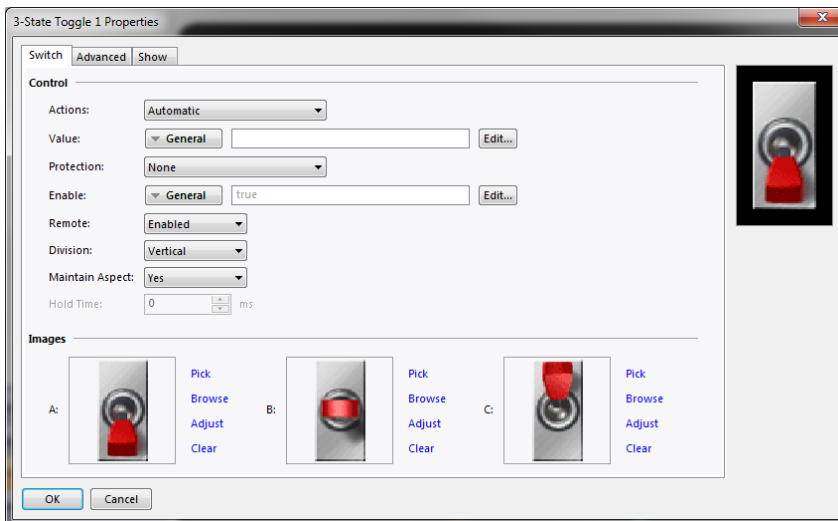 3-State Toggle 1 Properties
Switch Advanced Show
Control
Actions: Automatic
Value: General Edit...
Protection: None
Enable: General true Edit...
Remote: Enabled
Division: Vertical
Maintain Aspect: Yes
Hold Time: 0 ms
Images
A:
Pick
Browse
Adjust
Clear
B:
Pick
Browse
Adjust
Clear
C:
Pick
Browse
Adjust
Clear
OK Cancel